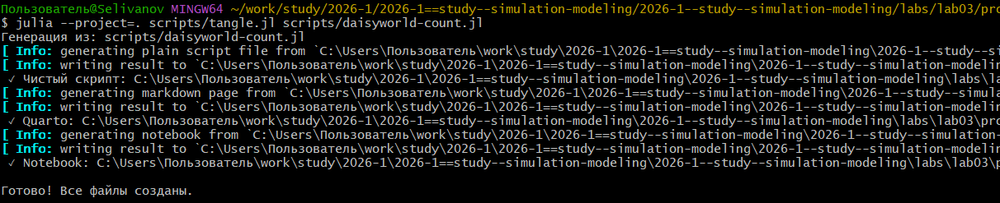 Пользователь@Selivanov MINGW64 ~/work/study/2026-1/2026-1==study--simulation-modeling/2026-1--study--simulation-modeling/labs/lab03/pro
$ julia --project=. scripts/tangle.jl scripts/daisyworld-count.jl
Генерация из: scripts/daisyworld-count.jl
[ Info: generating plain script file from `C:\Users\Пользователь\work\study\2026-1\2026-1==study--simulation-modeling\2026-1--study--si
[ Info: writing result to `C:\Users\Пользователь\work\study\2026-1\2026-1==study--simulation-modeling\2026-1--study--simulation-modelin
✓ Чистый скрипт: C:\Users\Пользователь\work\study\2026-1\2026-1==study--simulation-modeling\2026-1--study--simulation-modeling\labs\l
[ Info: generating markdown page from `C:\Users\Пользователь\work\study\2026-1\2026-1==study--simulation-modeling\2026-1--study--simula
[ Info: writing result to `C:\Users\Пользователь\work\study\2026-1\2026-1==study--simulation-modeling\2026-1--study--simulation-modelin
✓ Quarto: C:\Users\Пользователь\work\study\2026-1\2026-1==study--simulation-modeling\2026-1--study--simulation-modeling\labs\lab03\pro
[ Info: generating notebook from `C:\Users\Пользователь\work\study\2026-1\2026-1==study--simulation-modeling\2026-1--study--simulation-
[ Info: writing result to `C:\Users\Пользователь\work\study\2026-1\2026-1==study--simulation-modeling\2026-1--study--simulation-modelin
✓ Notebook: C:\Users\Пользователь\work\study\2026-1\2026-1==study--simulation-modeling\2026-1--study--simulation-modeling\labs\lab03\p
Готово! Все файлы созданы.